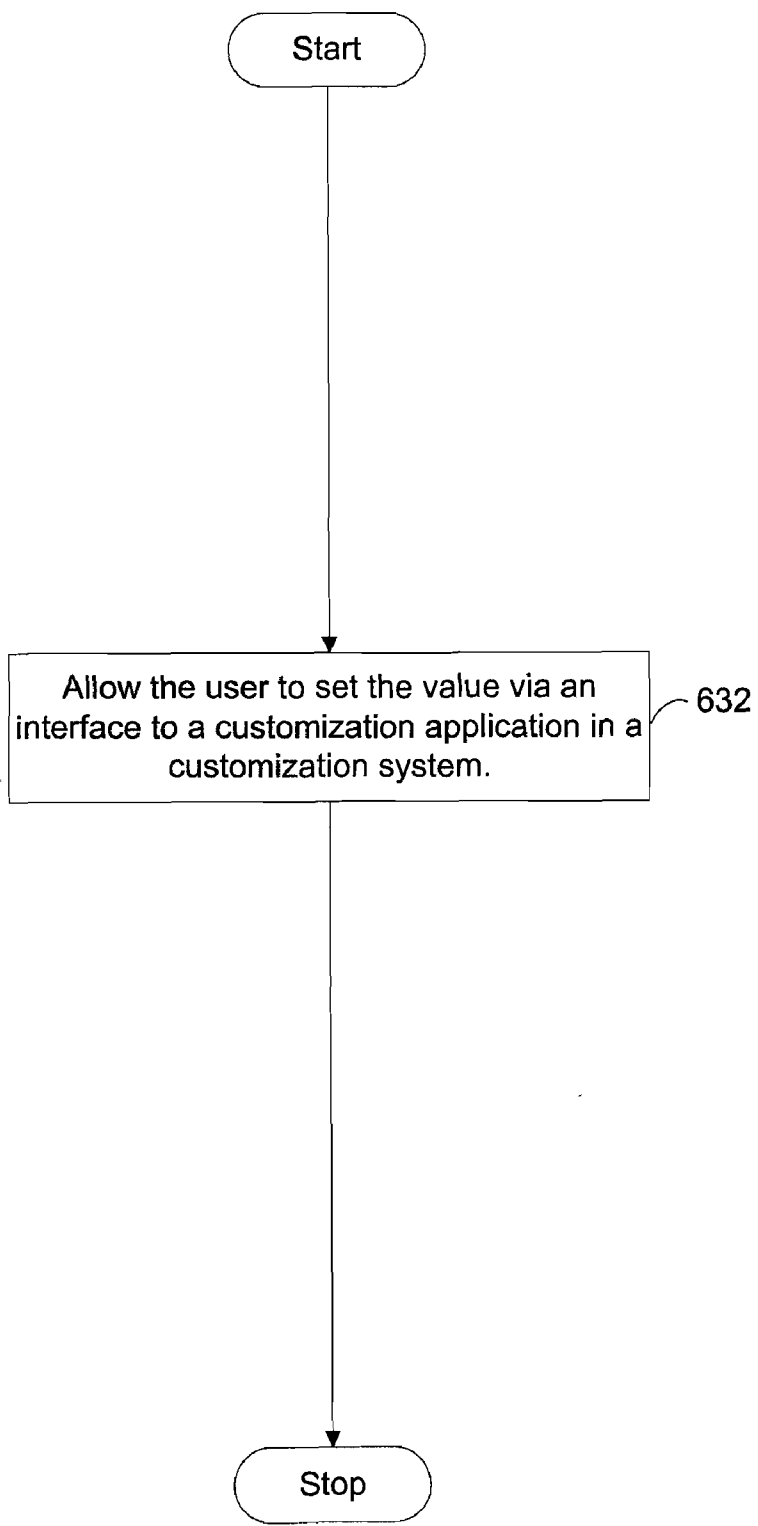 Start
Allow the user to set the value via an
interface to a customization application in a
customization system.
632
Stop